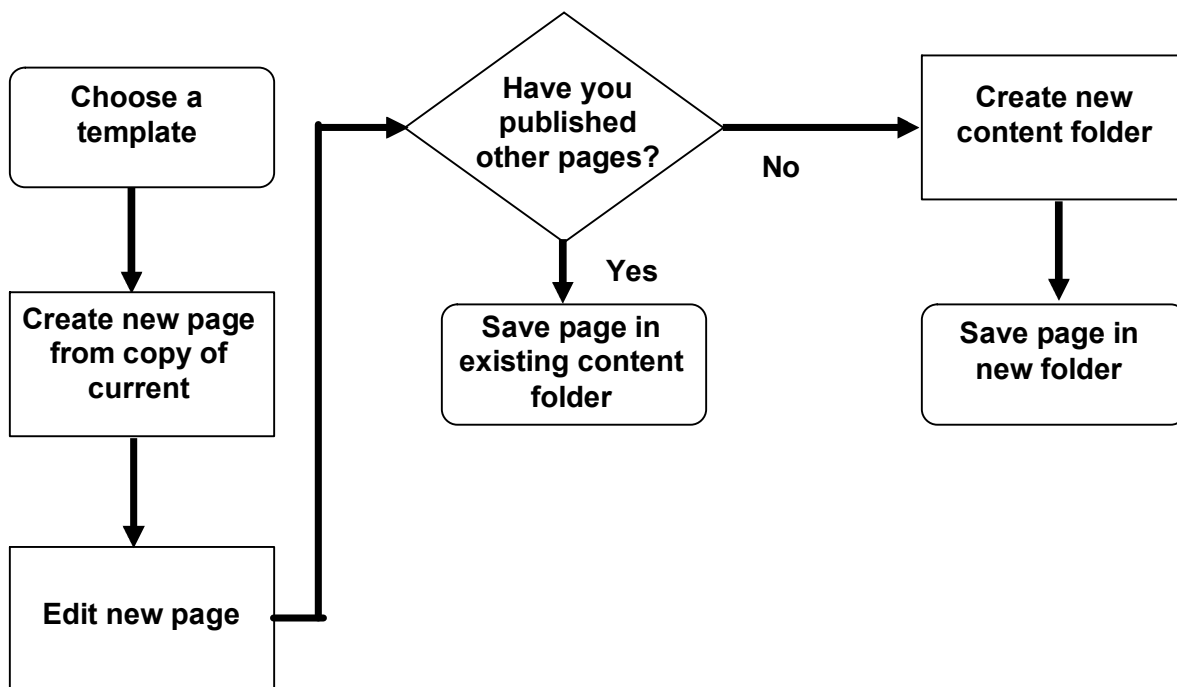 Choose a
template
Create new page
from copy of
current
Edit new page
Have you
published
other pages?
No
Yes
Save page in
existing content
folder
Create new
content folder
Save page in
new folder